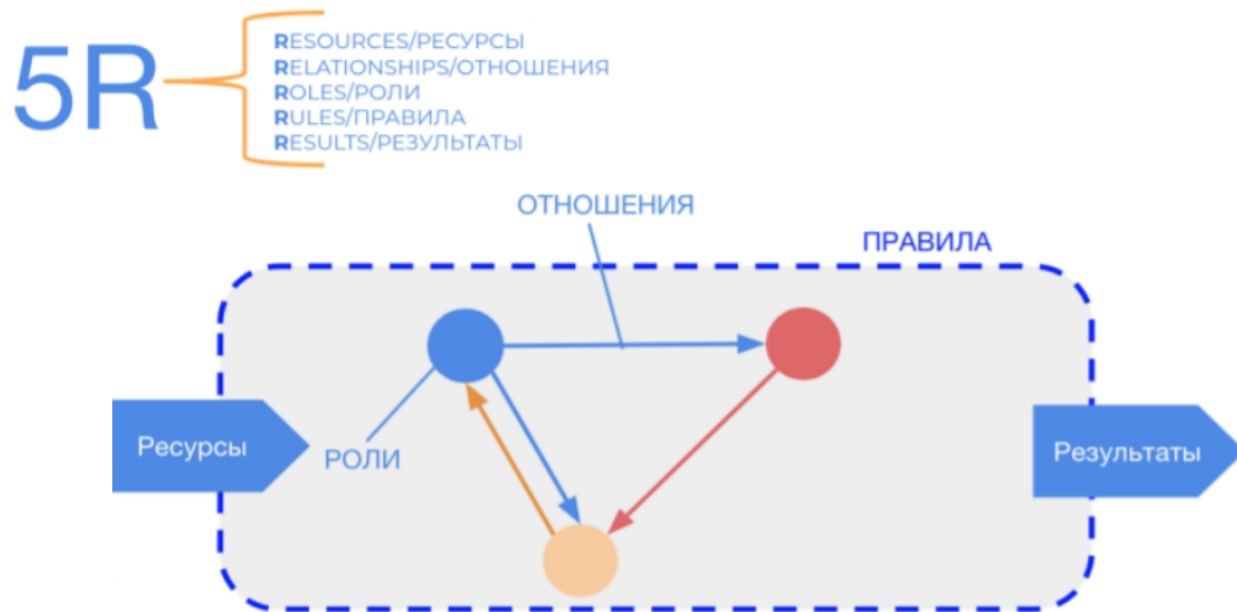 5R
RESOURCES/РЕСУРСЫ
RELATIONSHIPS/ОТНОШЕНИЯ
ROLES/РОЛИ
RULES/ПРАВИЛА
RESULTS/РЕЗУЛЬТАТЫ
ОТНОШЕНИЯ
ПРАВИЛА
Ресурсы
РОЛИ
Результаты